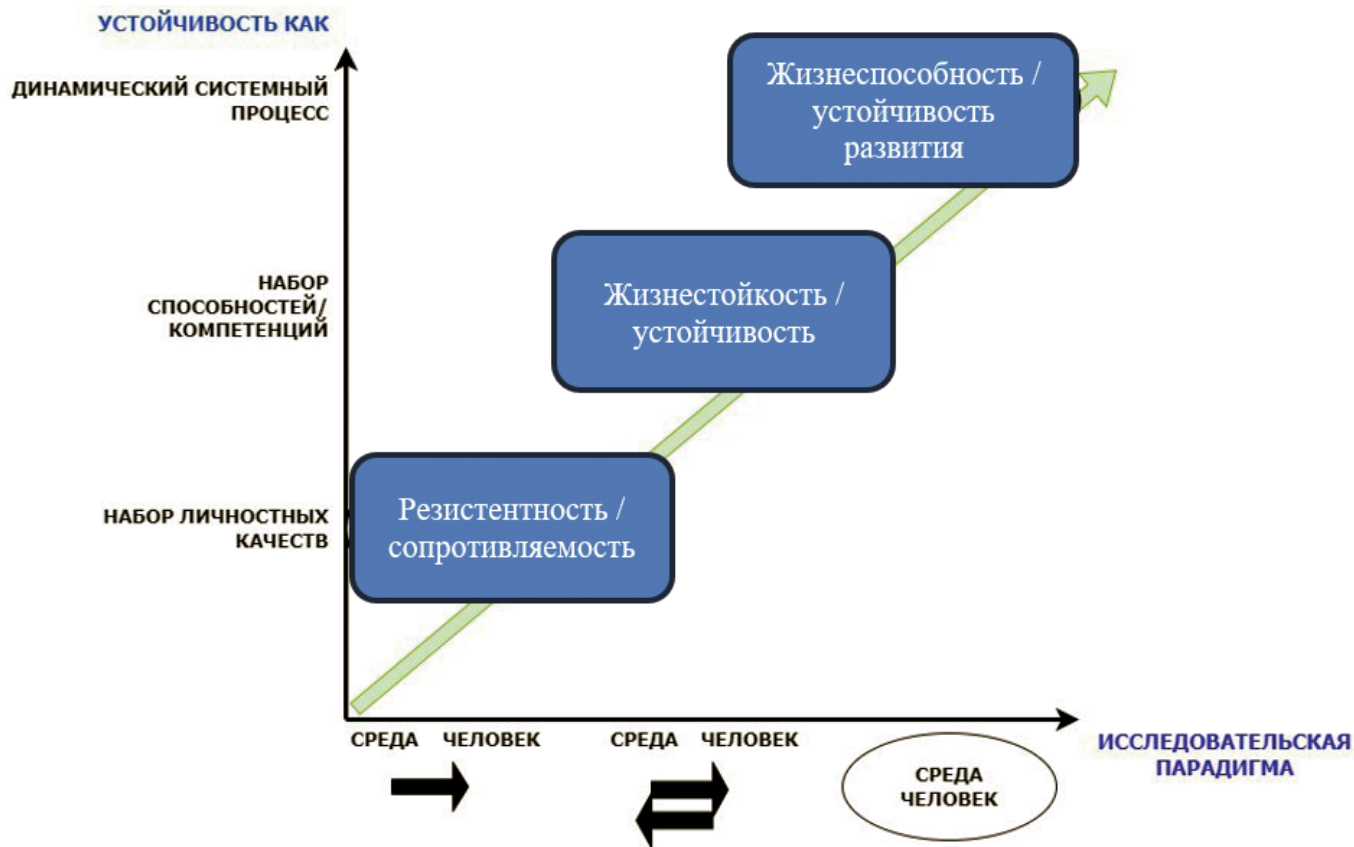 УСТОЙЧИВОСТЬ КАК
ДИНАМИЧЕСКИЙ СИСТЕМНЫЙ
ПРОЦЕСС
Жизнеспособность /
устойчивость
развития
НАБОР
СПОСОБНОСТЕЙ/
КОМПЕТЕНЦИЙ
Жизнестойкость /
устойчивость
НАБОР ЛИЧНОСТНЫХ
КАЧЕСТВ
Резистентность /
сопротивляемость
СРЕДА ЧЕЛОВЕК
СРЕДА ЧЕЛОВЕК
СРЕДА
ЧЕЛОВЕК
ИССЛЕДОВАТЕЛЬСКАЯ
ПАРАДИГМА